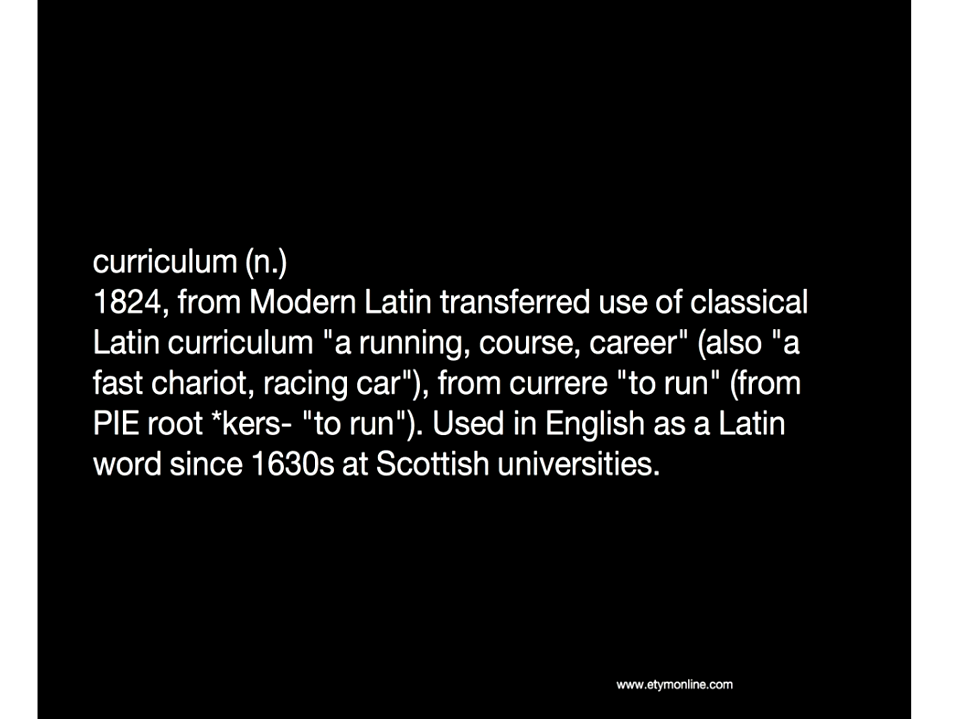 curriculum (n.)
1824, from Modern Latin transferred use of classical
Latin curriculum "a running, course, career" (also "a
fast chariot, racing car"), from currere "to run" (from
PIE root *kers- "to run"). Used in English as a Latin
word since 1630s at Scottish universities.
www.etymonline.com